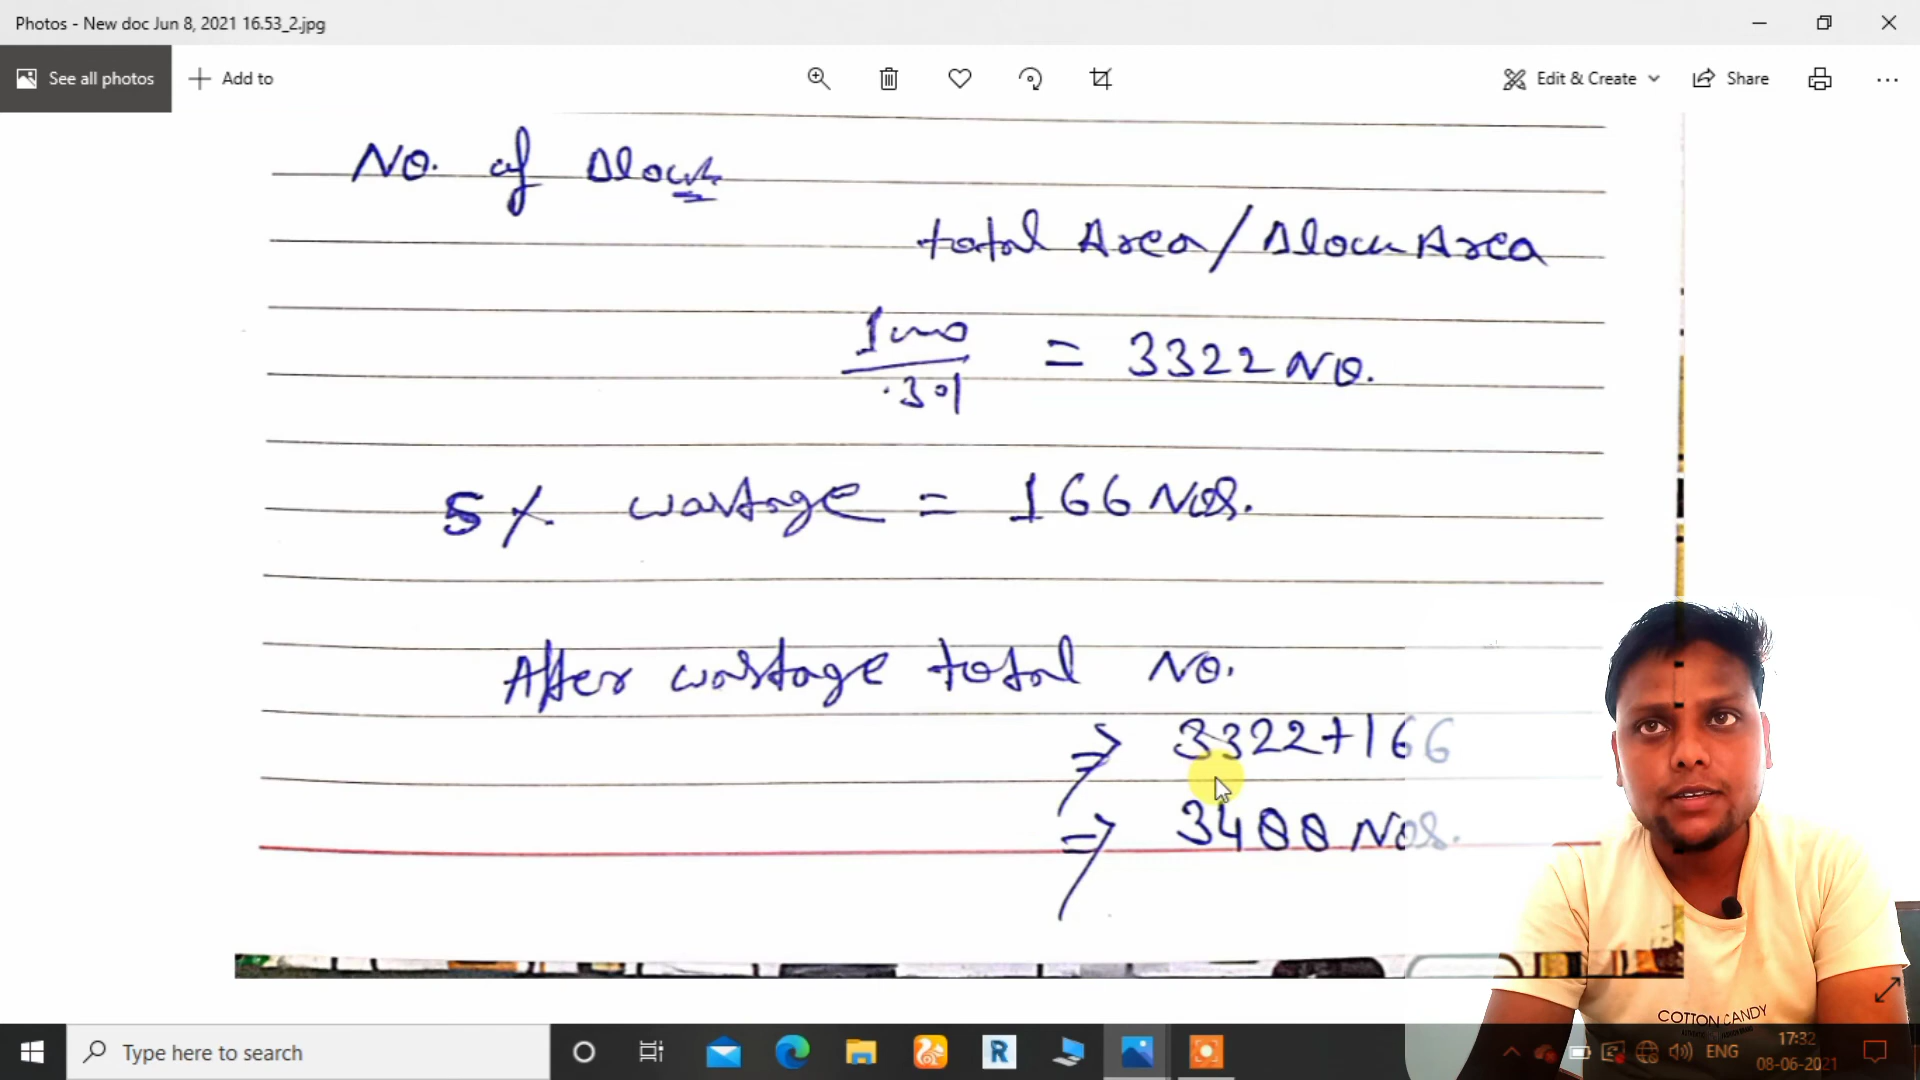 Photos - New doc Jun 8, 2021 16.53_2.jpg
See all photos
Add to
Edit & Create
Share
No. of Block
total Area/Block Area
1000
.301
= 3322 No.
5% wastage = 166 Nos.
After wastage total No.
⇒ 3322+166
⇒ 3488 Nos.
COTTON CANDY
Type here to search
ENG
17:32
08-06-2021